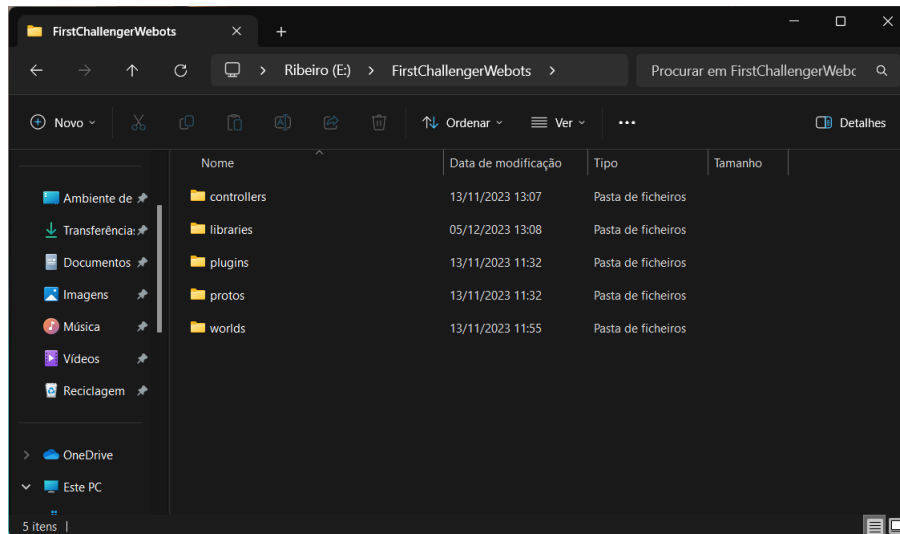 FirstChallengerWebots
Ribeiro (E:) > FirstChallengerWebots >
Procurar em FirstChallengerWebc
Novo
Ordenar
Ver
Detalhes
Nome Data de modificação Tipo Tamanho
Ambiente de
Transferência:
Documentos
Imagens
Música
Vídeos
Reciclagem
OneDrive
Este PC
controllers 13/11/2023 13:07 Pasta de ficheiros
libraries 05/12/2023 13:08 Pasta de ficheiros
plugins 13/11/2023 11:32 Pasta de ficheiros
protos 13/11/2023 11:32 Pasta de ficheiros
worlds 13/11/2023 11:55 Pasta de ficheiros
5 itens